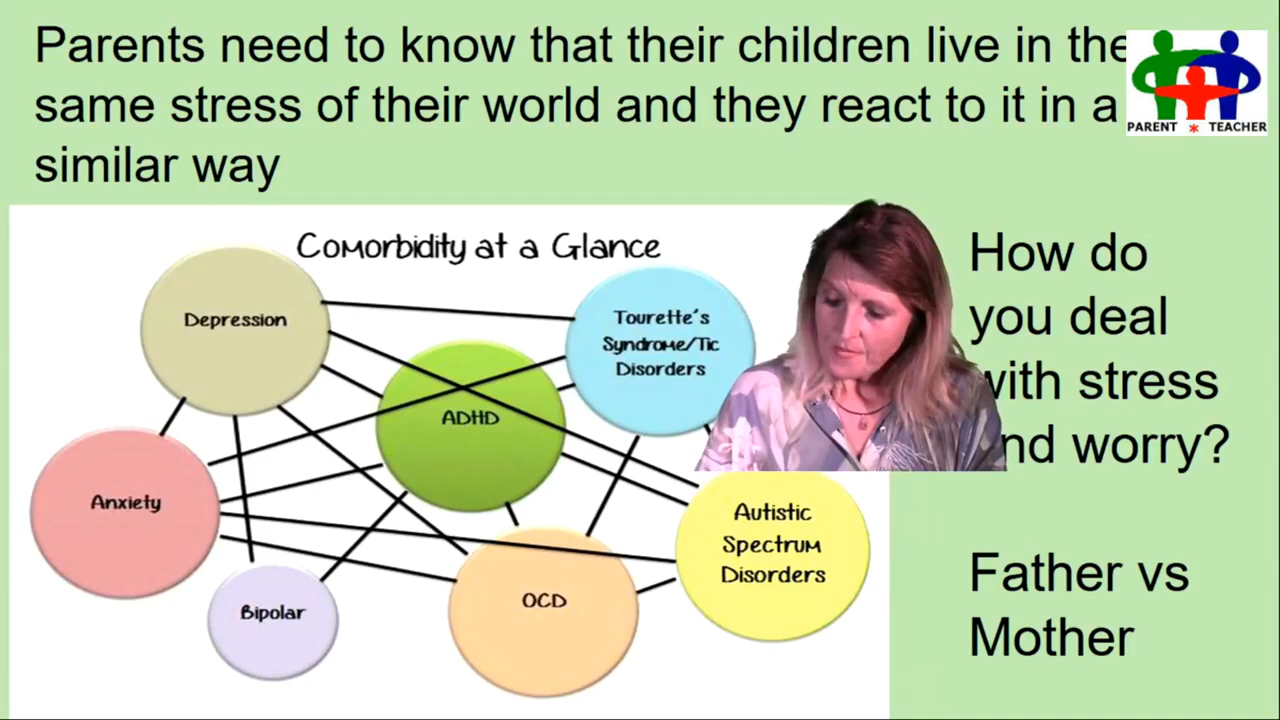 Parents need to know that their children live in the
same stress of their world and they react to it in a
similar way
PARENT * TEACHER
Comorbidity at a Glance
Depression
Tourette's
Syndrome/Tic
Disorders
ADHD
Anxiety
Autistic
Spectrum
Disorders
Bipolar
OCD
How do
you deal
with stress
and worry?
Father vs
Mother